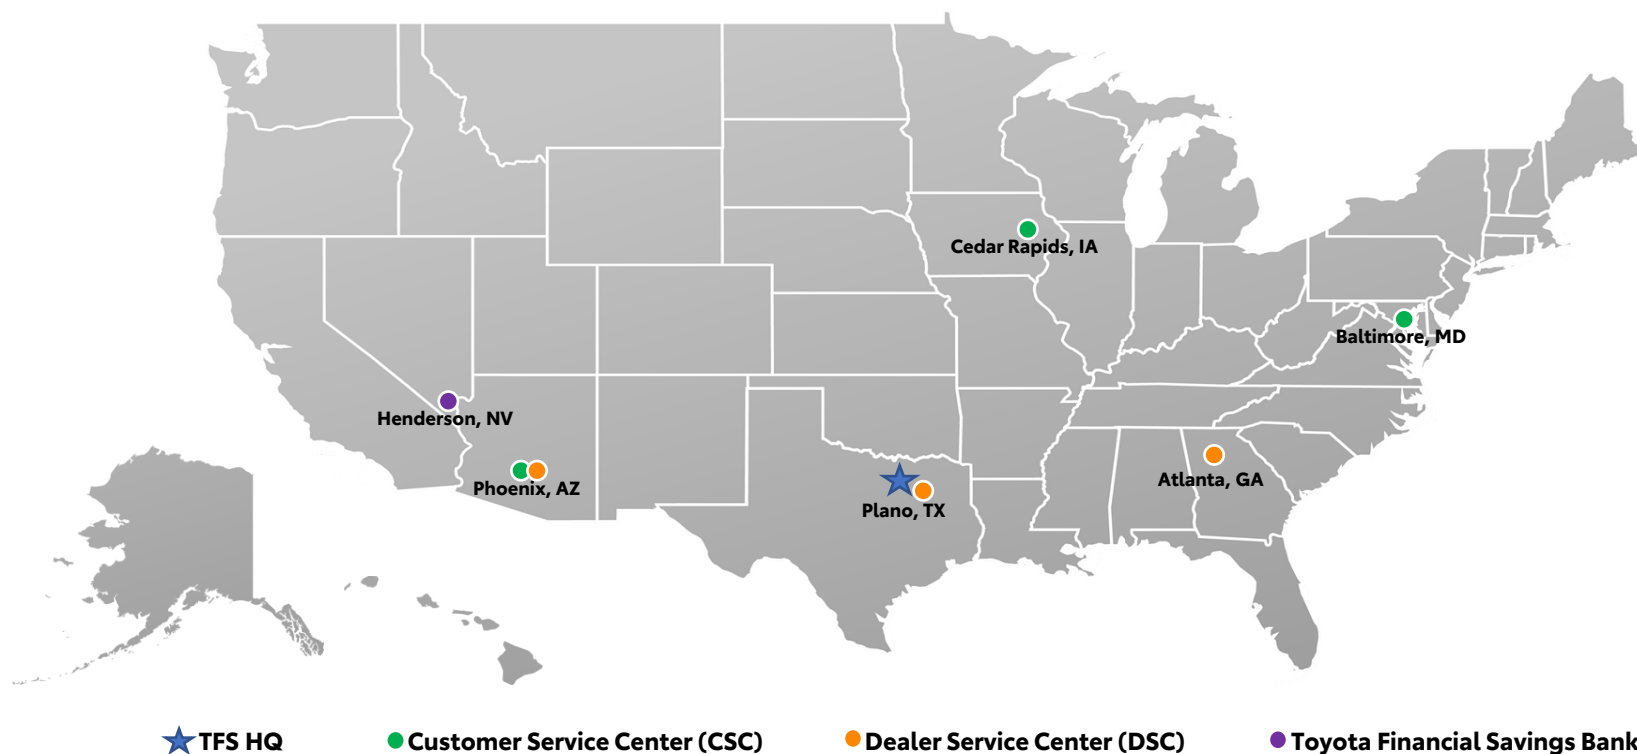 Cedar Rapids, IA
Baltimore, MD
Henderson, NV
Phoenix, AZ
Atlanta, GA
Plano, TX
TFS HQ
Customer Service Center (CSC)
Dealer Service Center (DSC)
Toyota Financial Savings Bank